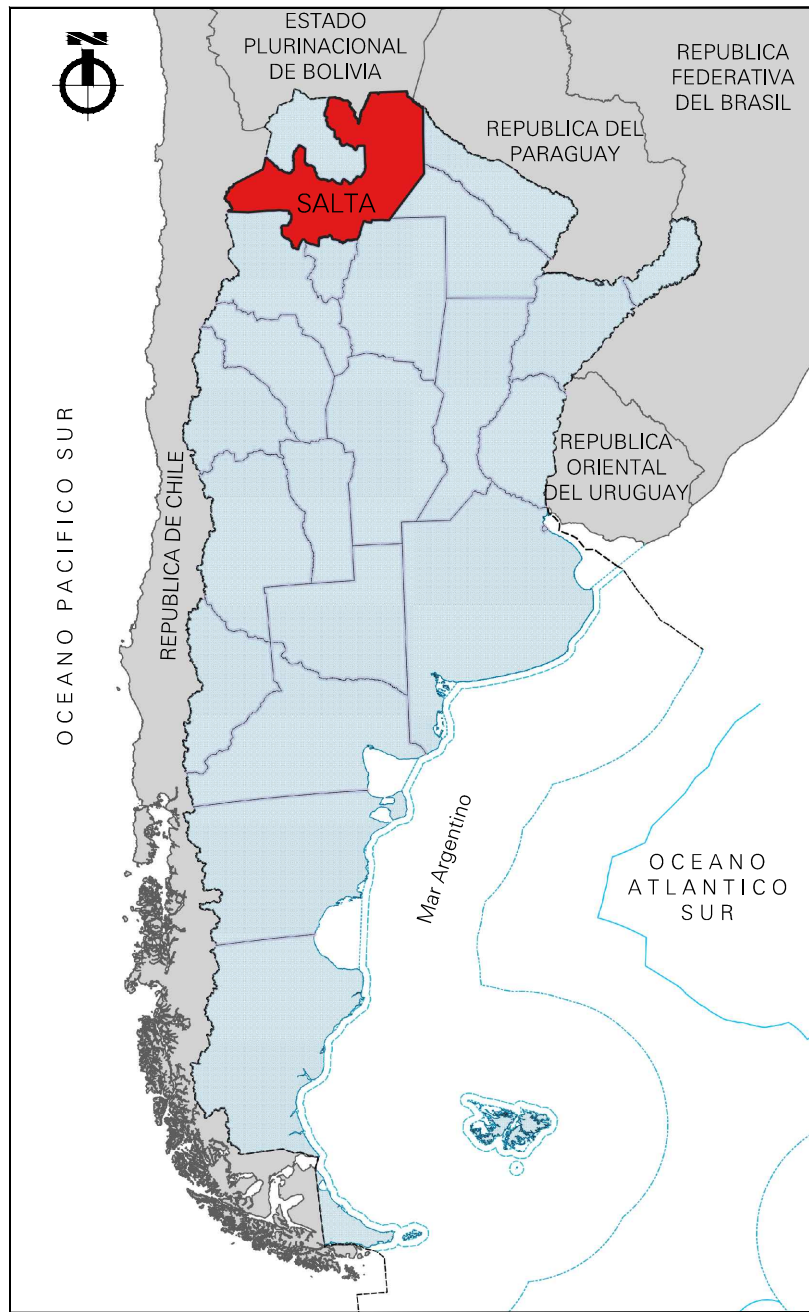 N
ESTADO
PLURINACIONAL
DE BOLIVIA
REPUBLICA
FEDERATIVA
DEL BRASIL
REPUBLICA DEL
PARAGUAY
SALTA
OCEANO PACIFICO SUR
REPUBLICA DE CHILE
REPUBLICA
ORIENTAL
DEL URUGUAY
Mar Argentino
OCEANO
ATLANTICO
SUR